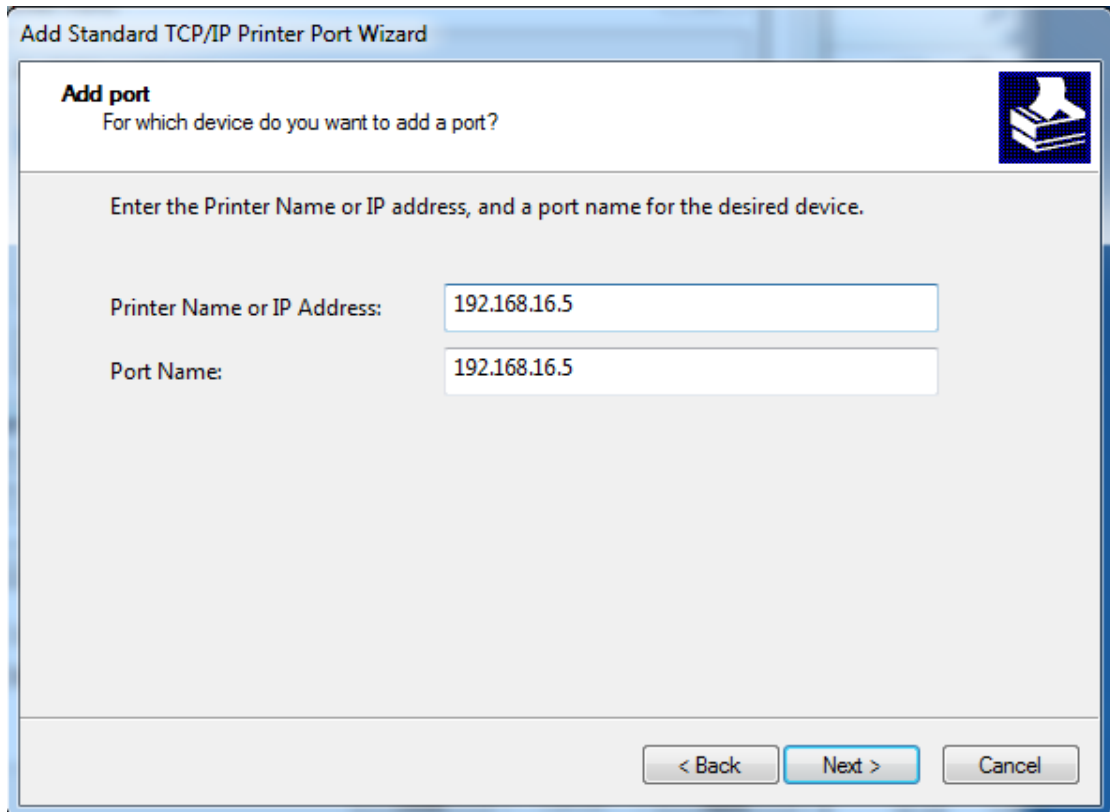 Add Standard TCP/IP Printer Port Wizard
Add port
For which device do you want to add a port?
Enter the Printer Name or IP address, and a port name for the desired device.
Printer Name or IP Address: 192.168.16.5
Port Name: 192.168.16.5
< Back Next > Cancel